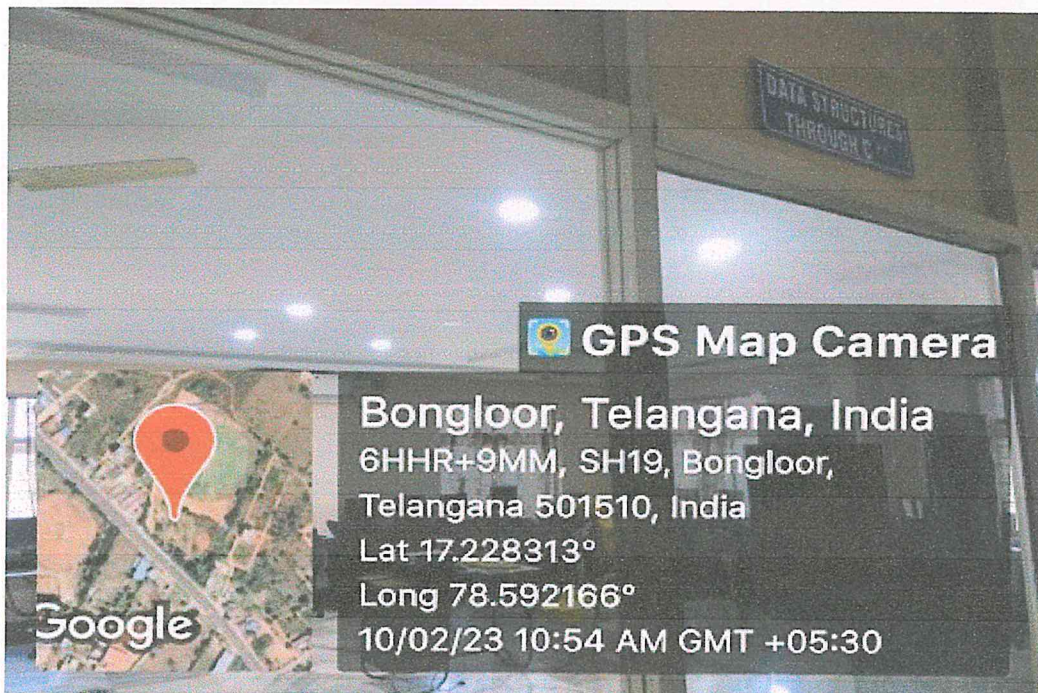 DATA STRUCTURES
THROUGH C
GPS Map Camera
Bongloor, Telangana, India
6HHR+9MM, SH19, Bongloor,
Telangana 501510, India
Lat 17.228313°
Long 78.592166°
10/02/23 10:54 AM GMT +05:30
Google